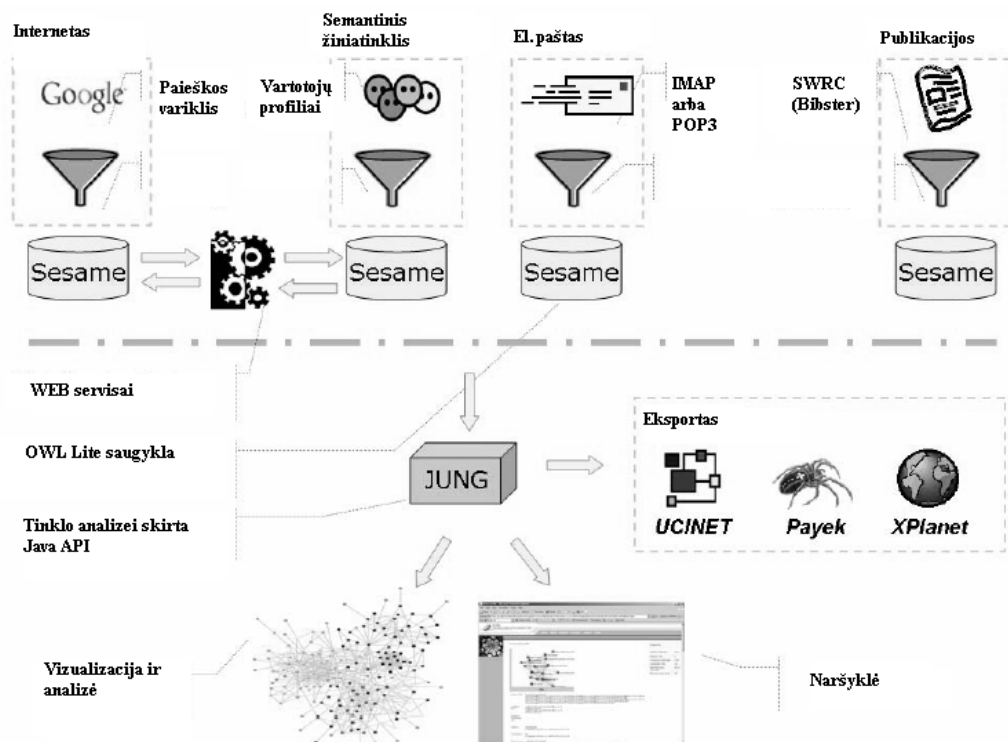 Internetas
Semantinis
žiniatinklis
El. paštas
Publikacijos
Google
Paieškos
variklis
Vartotojų
profiliai
IMAP
arba
POP3
SWRC
(Bibster)
Sesame
Sesame
Sesame
Sesame
WEB servisai
OWL Lite saugykla
Tinklo analizei skirta
Java API
JUNG
Eksportas
UCINET
Payek
XPlanet
Vizualizacija ir
analizė
Naršyklė